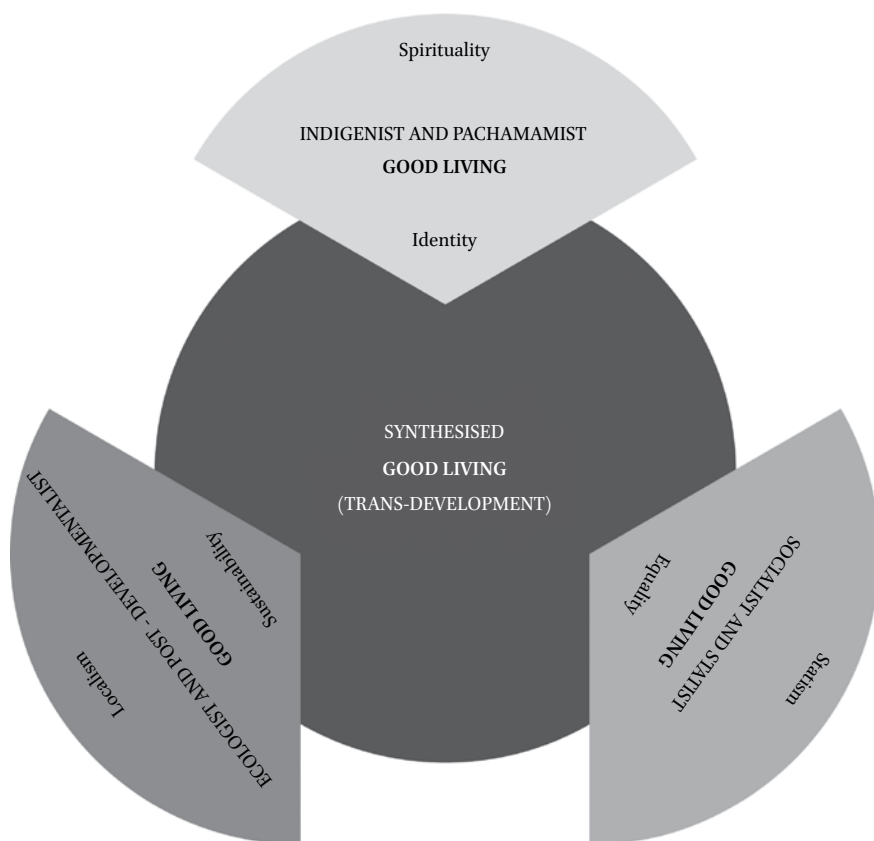 Spirituality
INDIGENIST AND PACHAMAMIST
GOOD LIVING
Identity
SYNTHESISED
GOOD LIVING
(TRANS-DEVELOPMENT)
Sustainability
GOOD LIVING
ECOLOGIST AND POST - DEVELOPMENTALIST
Localism
Equality
GOOD LIVING
SOCIALIST AND STATIST
Statism